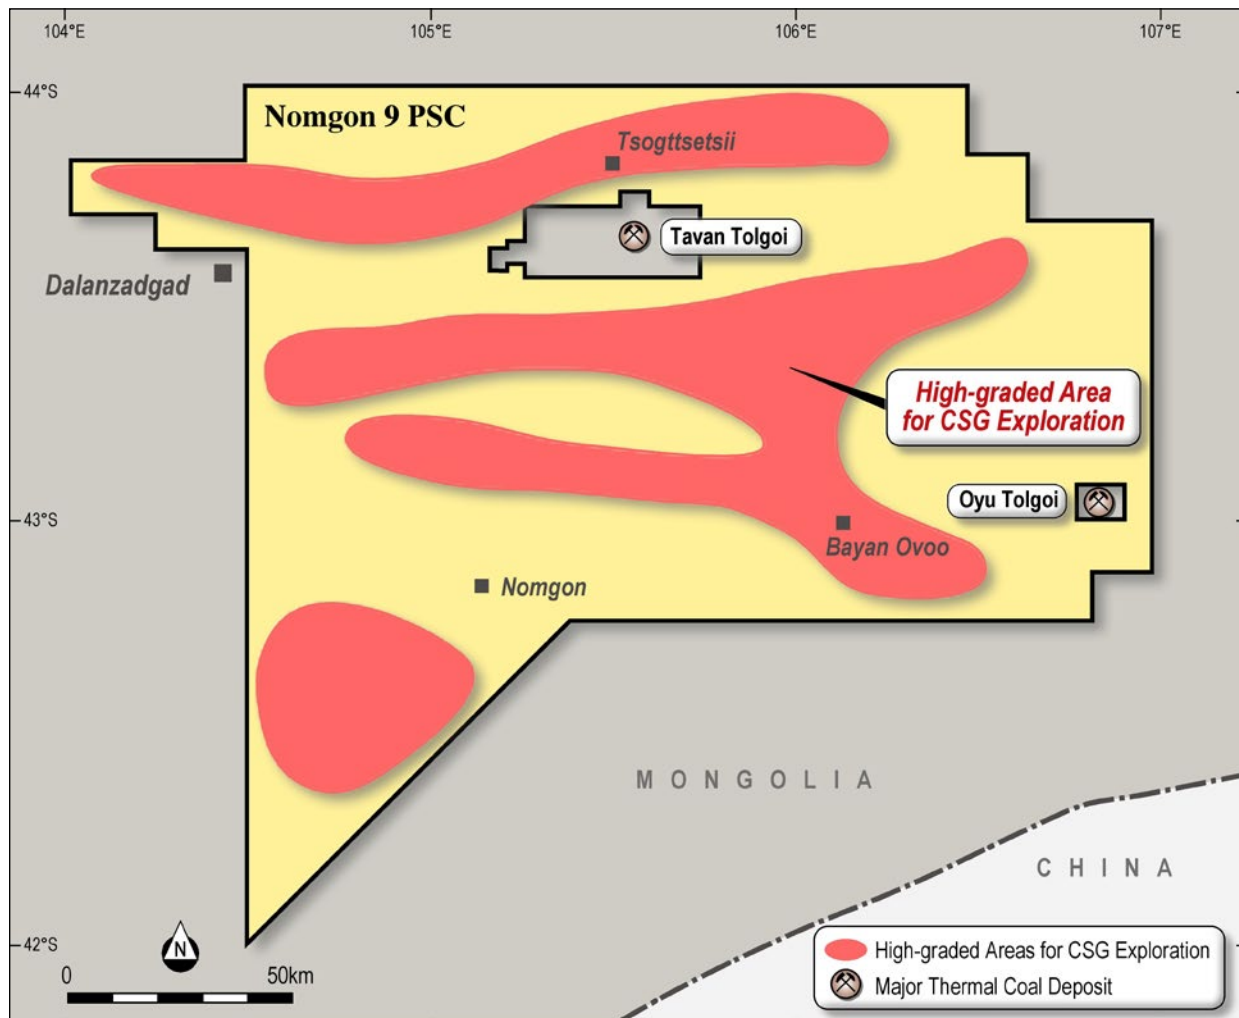 104°E
105°E
106°E
107°E
44°S
Nomgon 9 PSC
Tsogttsetsii
Tavan Tolgoi
Dalanzadgad
High-graded Area
for CSG Exploration
Oyu Tolgoi
43°S
Bayan Ovoo
Nomgon
MONGOLIA
CHINA
42°S
N
0
50km
High-graded Areas for CSG Exploration
Major Thermal Coal Deposit